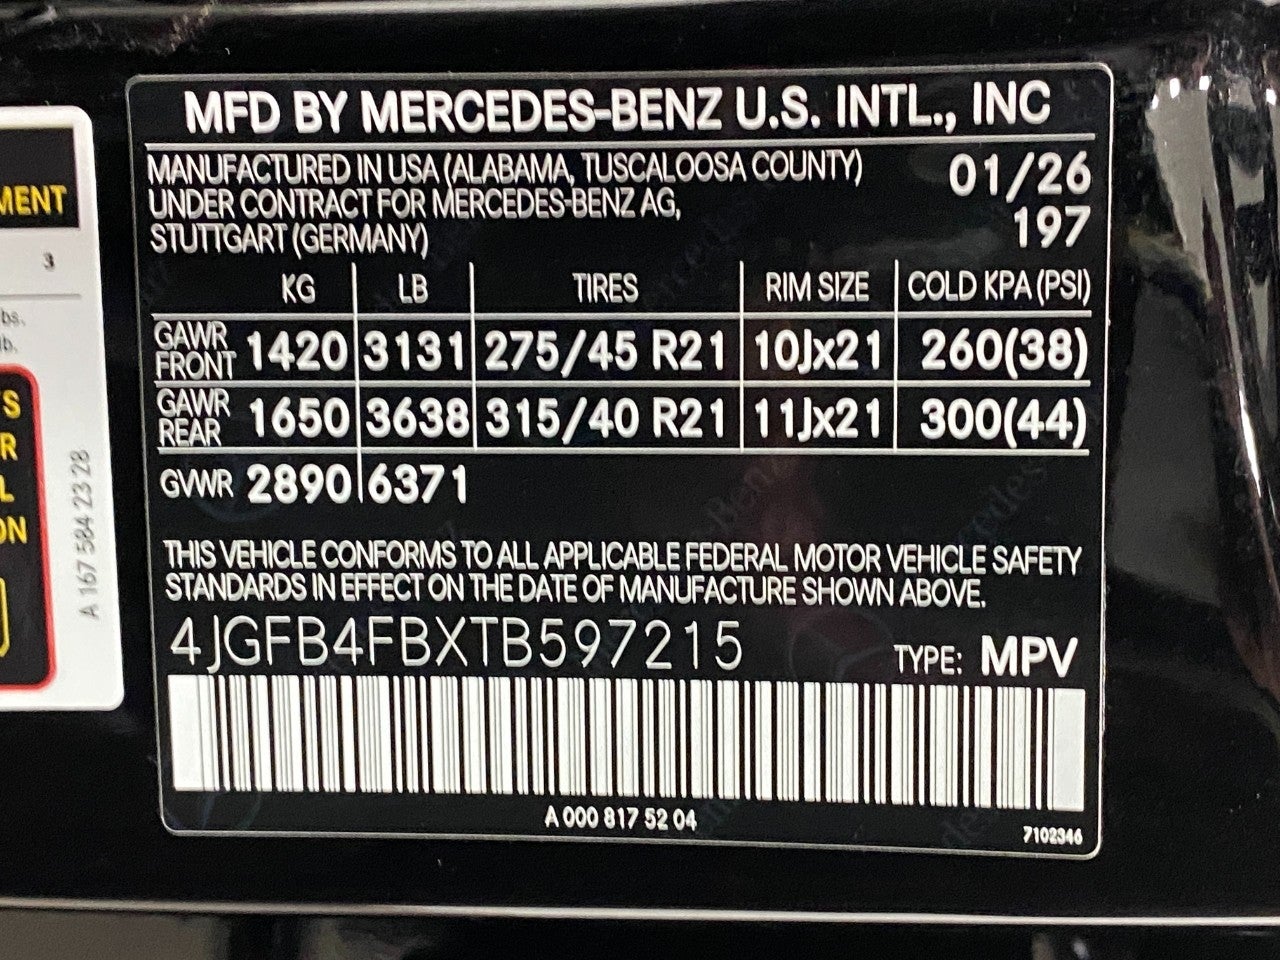 MFD BY MERCEDES-BENZ U.S. INTL., INC
MANUFACTURED IN USA (ALABAMA, TUSCALOOSA COUNTY) 01/26
UNDER CONTRACT FOR MERCEDES-BENZ AG, 197
STUTTGART (GERMANY)
KG LB TIRES RIM SIZE COLD KPA (PSI)
GAWR FRONT 1420 3131 275/45 R21 10Jx21 260(38)
GAWR REAR 1650 3638 315/40 R21 11Jx21 300(44)
GVWR 2890 6371
THIS VEHICLE CONFORMS TO ALL APPLICABLE FEDERAL MOTOR VEHICLE SAFETY
STANDARDS IN EFFECT ON THE DATE OF MANUFACTURE SHOWN ABOVE.
4JGFB4FBXTB597215 TYPE: MPV
A 000 817 52 04
7102346
MENT
3
lbs.
lb.
A 167 584 23 28